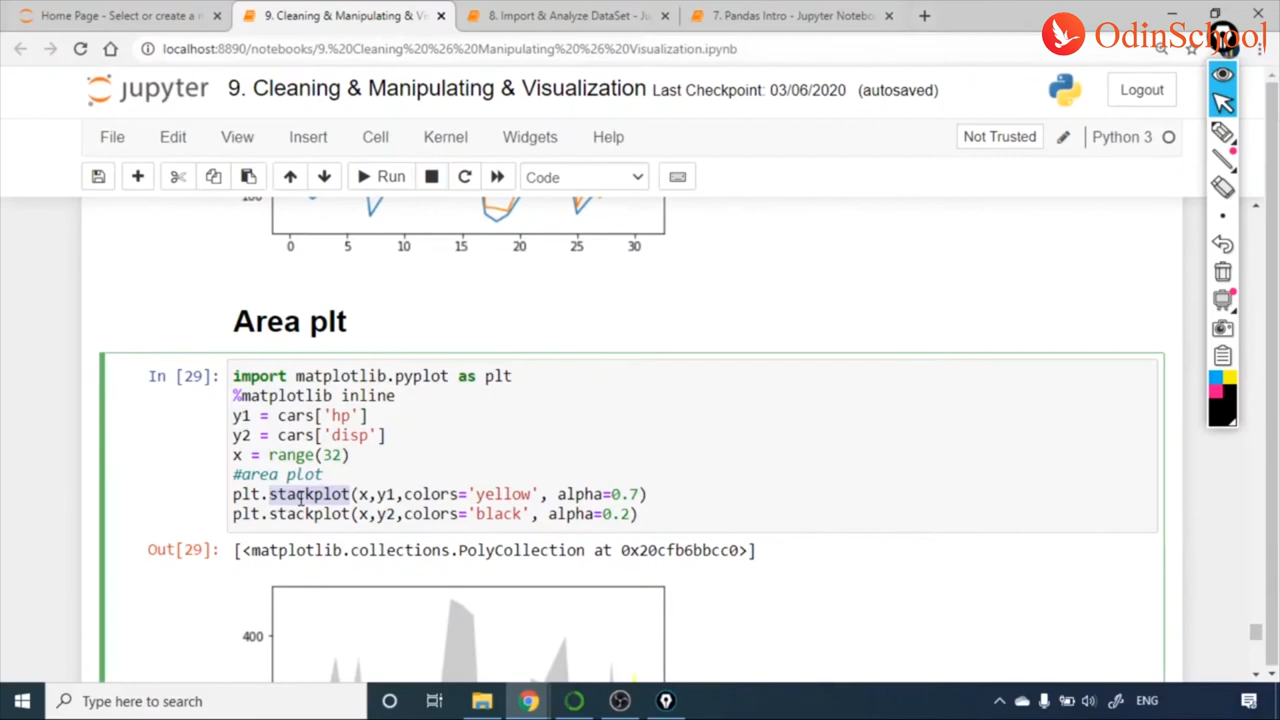 Home Page - Select or create a n
9. Cleaning & Manipulating & Vis
8. Import & Analyze DataSet - Ju
7. Pandas Intro - Jupyter Notebo
OdinSchool
localhost:8890/notebooks/9.%20Cleaning%20%26%20Manipulating%20%26%20Visualization.ipynb
jupyter 9. Cleaning & Manipulating & Visualization Last Checkpoint: 03/06/2020 (autosaved)
Logout
File Edit View Insert Cell Kernel Widgets Help
Not Trusted
Python 3
Run
Code
100
0 5 10 15 20 25 30
Area plt
In [29]: import matplotlib.pyplot as plt
%matplotlib inline
y1 = cars['hp']
y2 = cars['disp']
x = range(32)
#area plot
plt.stackplot(x,y1,colors='yellow', alpha=0.7)
plt.stackplot(x,y2,colors='black', alpha=0.2)
Out[29]: [<matplotlib.collections.PolyCollection at 0x20cfb6bbcc0>]
400
Type here to search
ENG